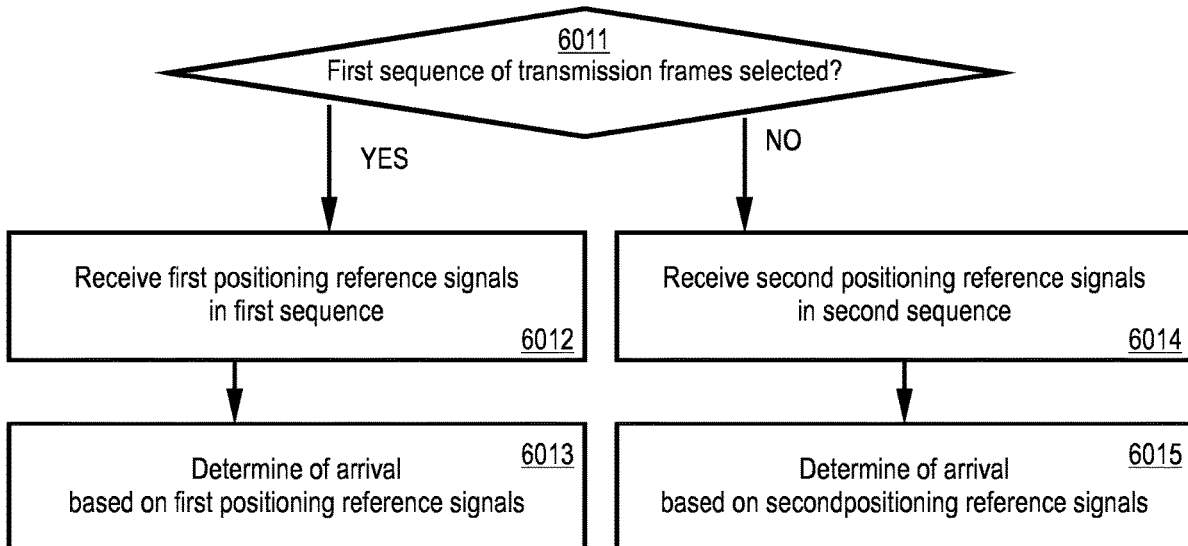 6011
First sequence of transmission frames selected?
YES
NO
Receive first positioning reference signals
in first sequence
6012
Receive second positioning reference signals
in second sequence
6014
6013
Determine of arrival
based on first positioning reference signals
6015
Determine of arrival
based on secondpositioning reference signals